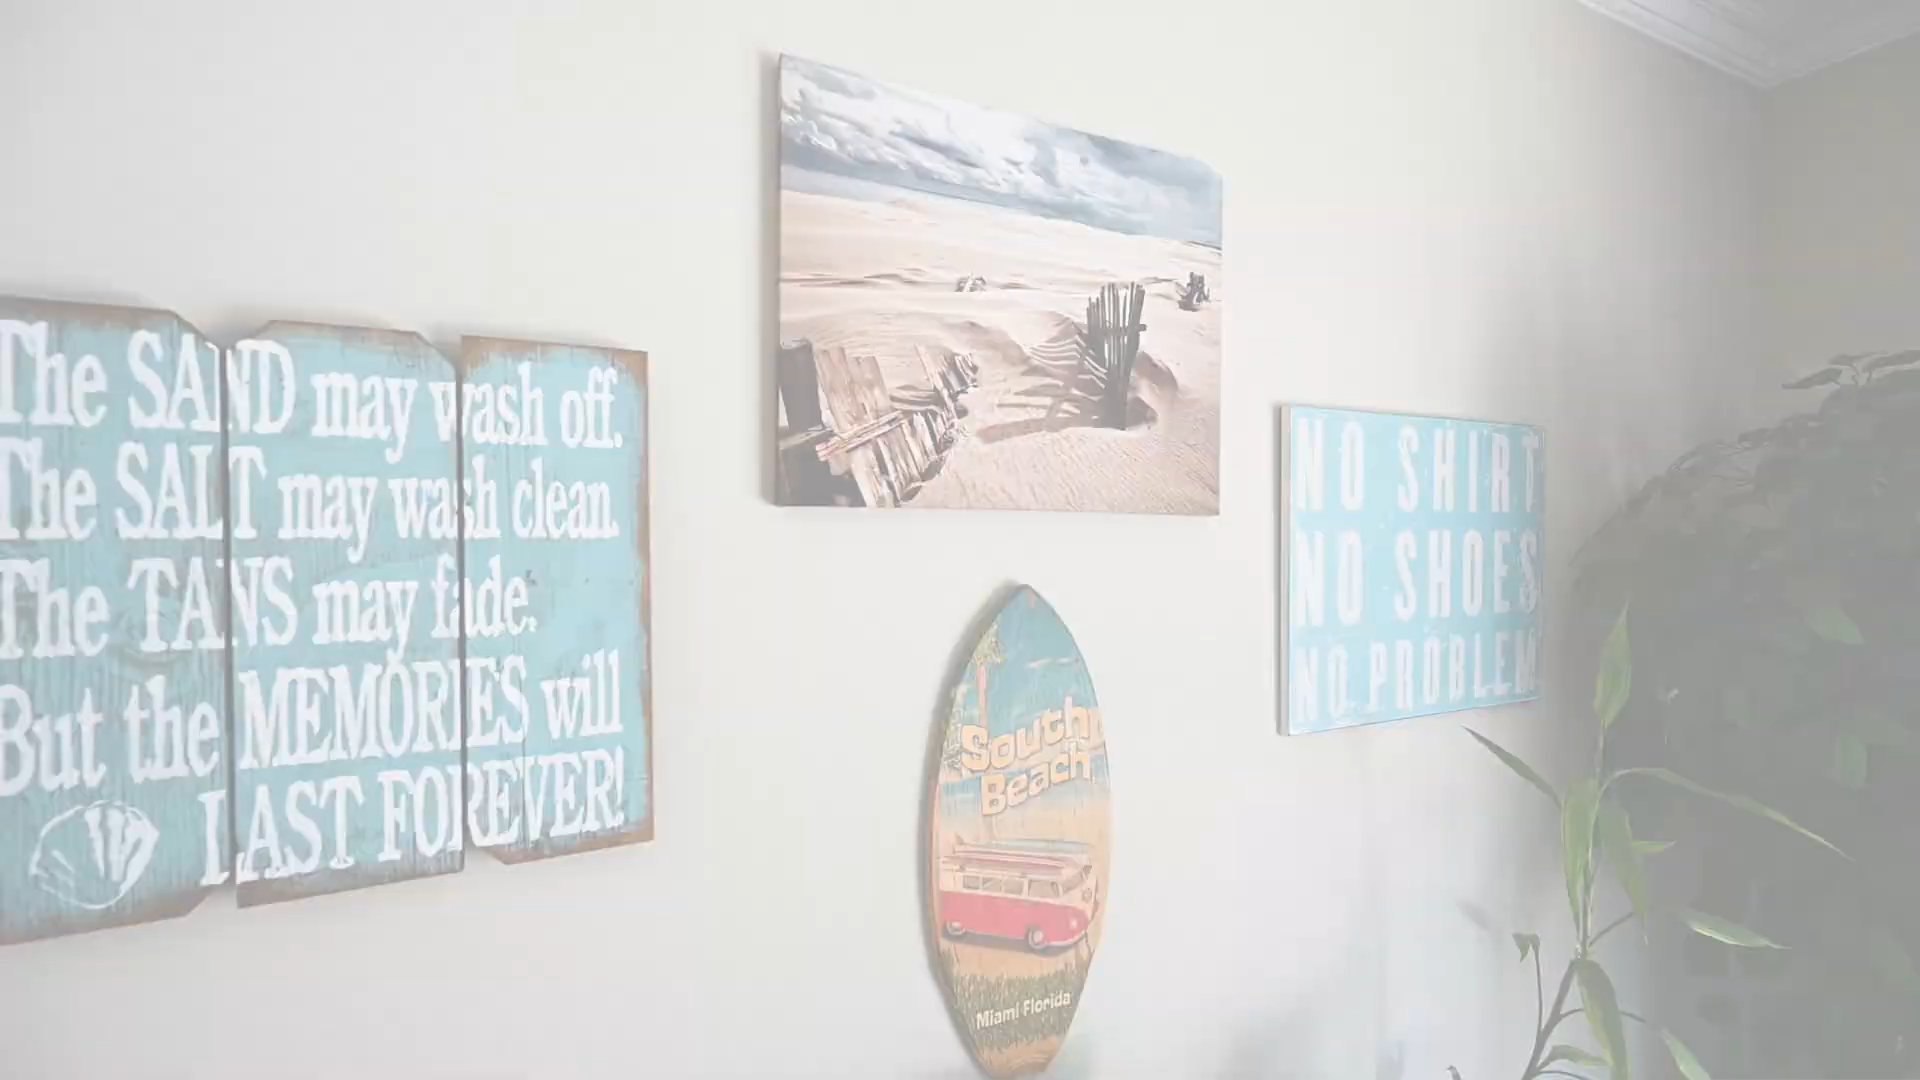 The SAND may wash off.
The SALT may wash clean.
The TANS may fade.
But the MEMORIES will
LAST FOREVER!
South
Beach
Miami Florida
NO SHIRT
NO SHOES
NO PROBLEM!